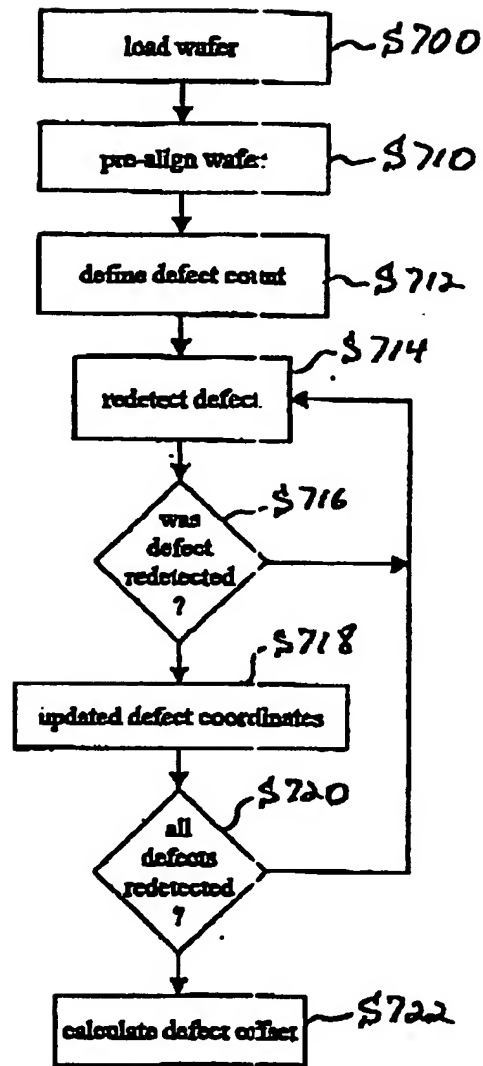 load wafer
S700
pre-align wafer
S710
define defect count
S712
S714
redetect defect
was
defect
redetected
?
S716
S718
updated defect coordinates
S720
all
defects
redetected
?
calculate defect offset
S722